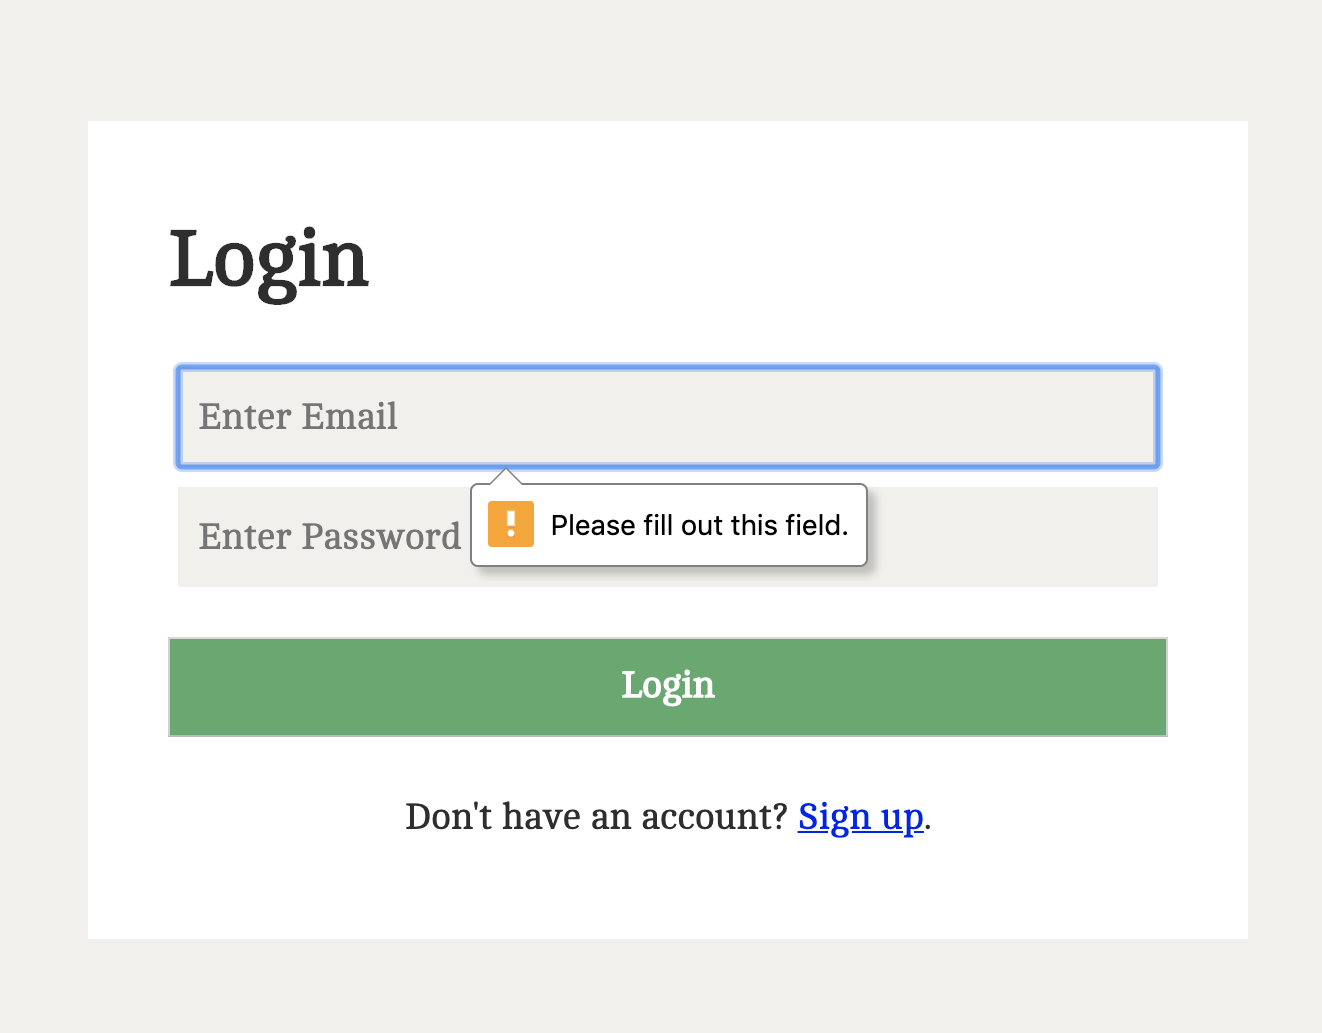 Login
Enter Email
Enter Password
Please fill out this field.
Login
Don't have an account? Sign up.